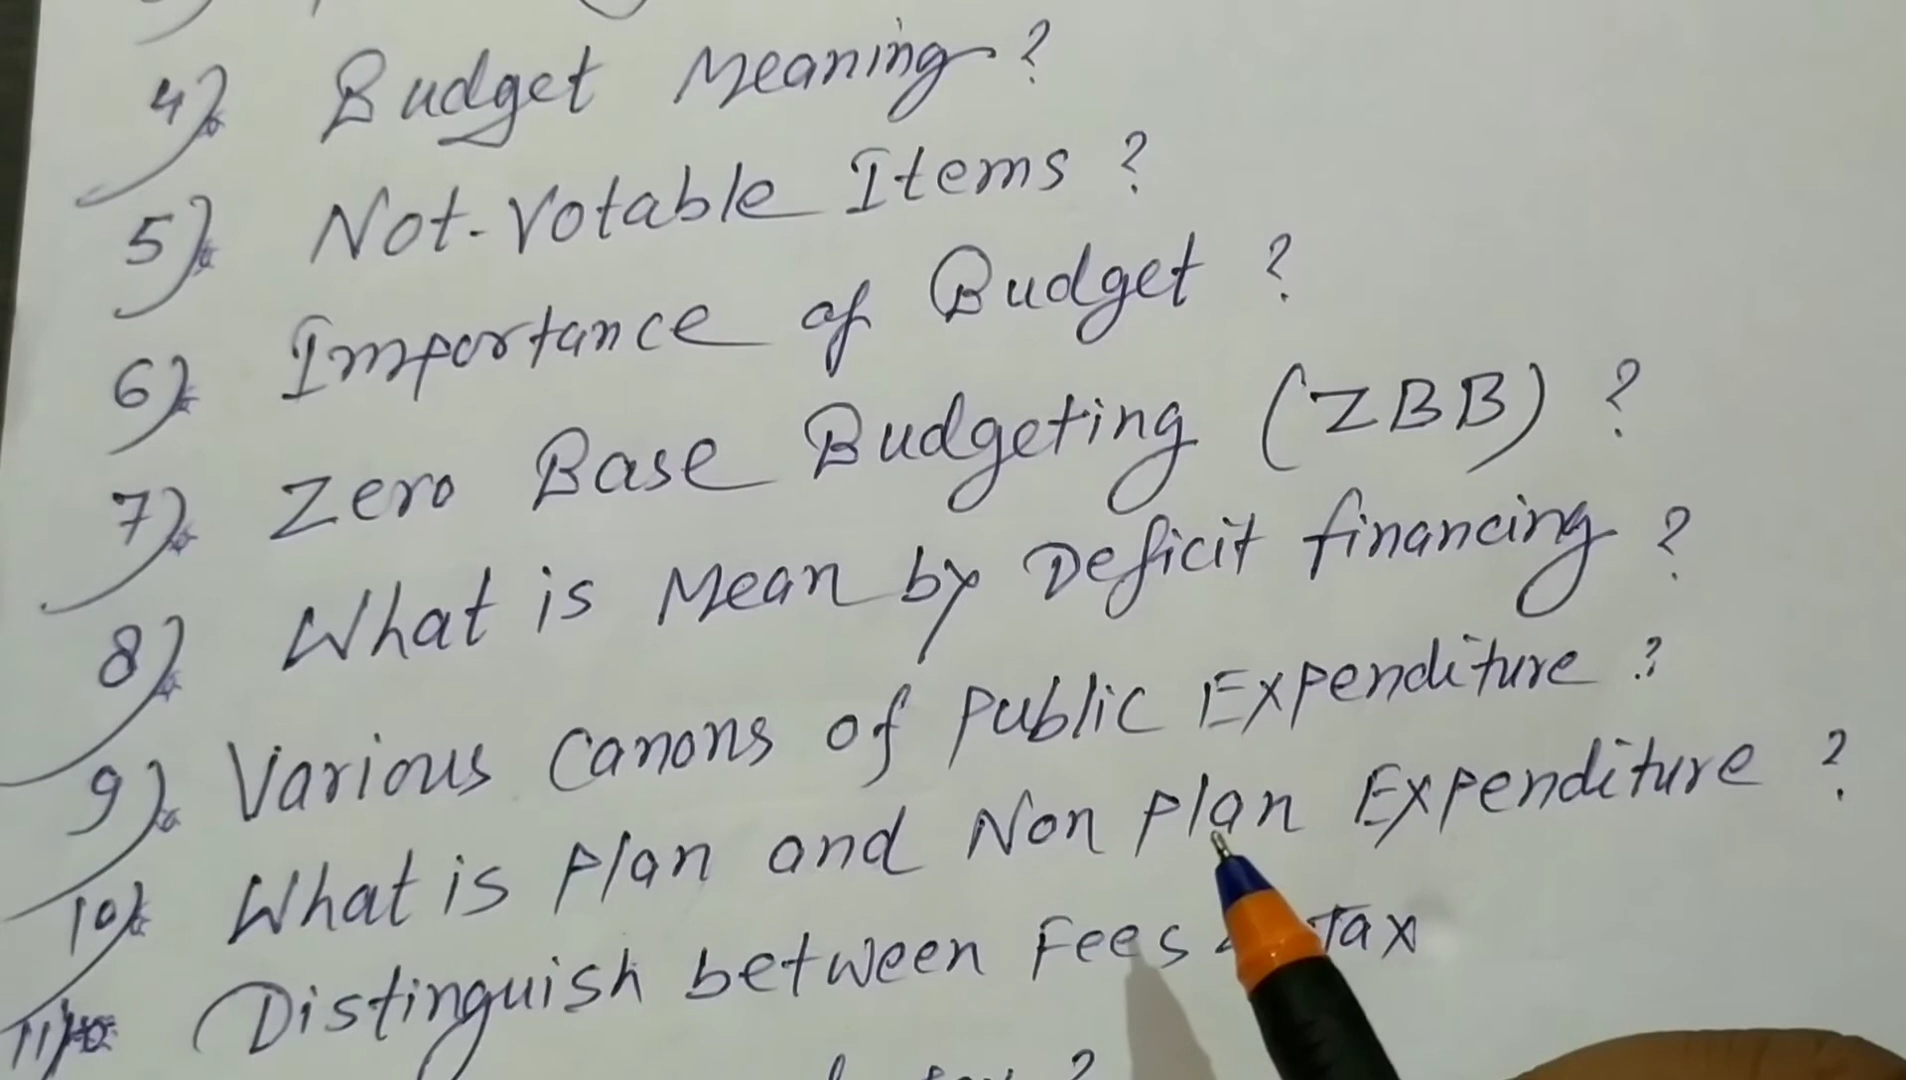 4) Budget Meaning ?
5) Not-Votable Items ?
6) Importance of Budget ?
7) Zero Base Budgeting (ZBB) ?
8) What is Mean by Deficit financing ?
9) Various Canons of Public Expenditure ?
10) What is Plan and Non Plan Expenditure ?
11) Distinguish between Fees Tax
?